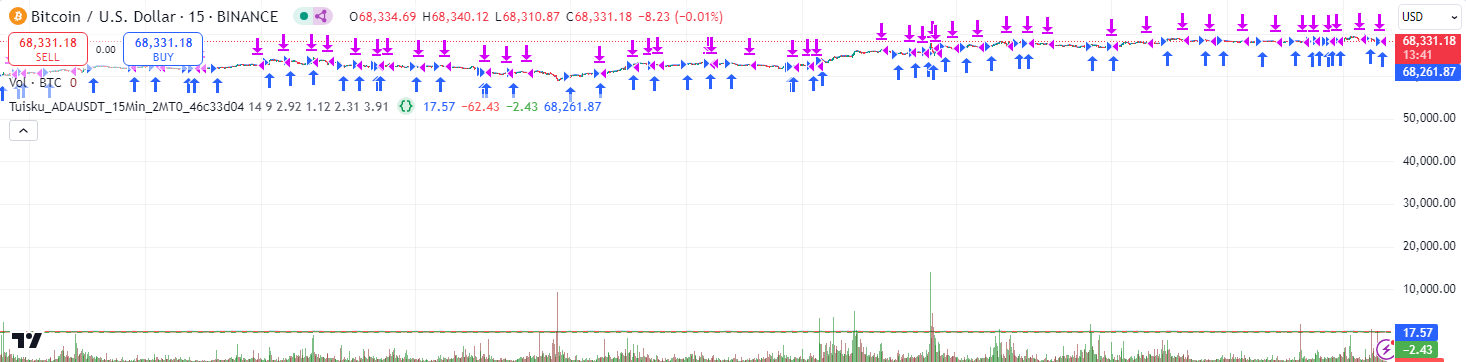 Bitcoin / U.S. Dollar · 15 · BINANCE O68,334.69 H68,340.12 L68,310.87 C68,331.18 −8.23 (−0.01%)
USD
68,331.18 0.00 68,331.18
SELL BUY
Vol · BTC 0
Tuisku_ADAUSDT_15Min_2MT0_46c33d04 14 9 2.92 1.12 2.31 3.91 {} 17.57 −62.43 −2.43 68,261.87
68,331.18
13:41
68,261.87
50,000.00
40,000.00
30,000.00
20,000.00
10,000.00
17.57
−2.43